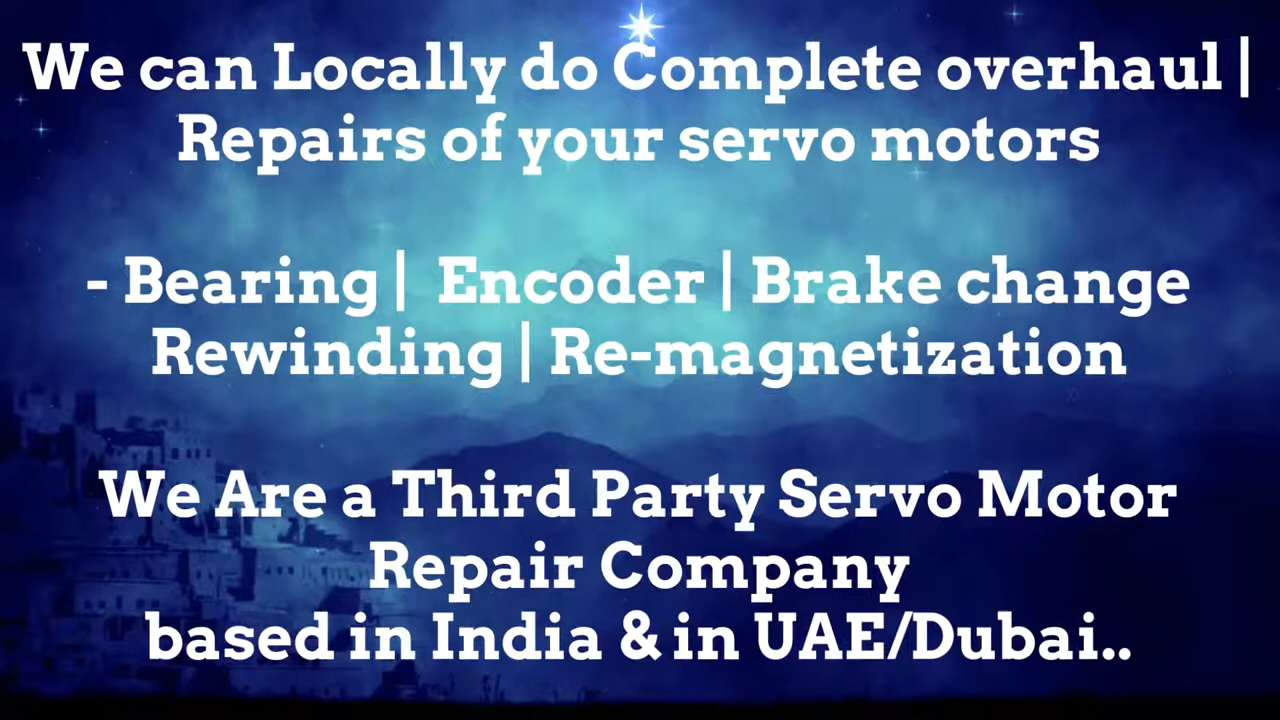 We can Locally do Complete overhaul |
Repairs of your servo motors
- Bearing | Encoder | Brake change
Rewinding | Re-magnetization
We Are a Third Party Servo Motor
Repair Company
based in India & in UAE/Dubai..